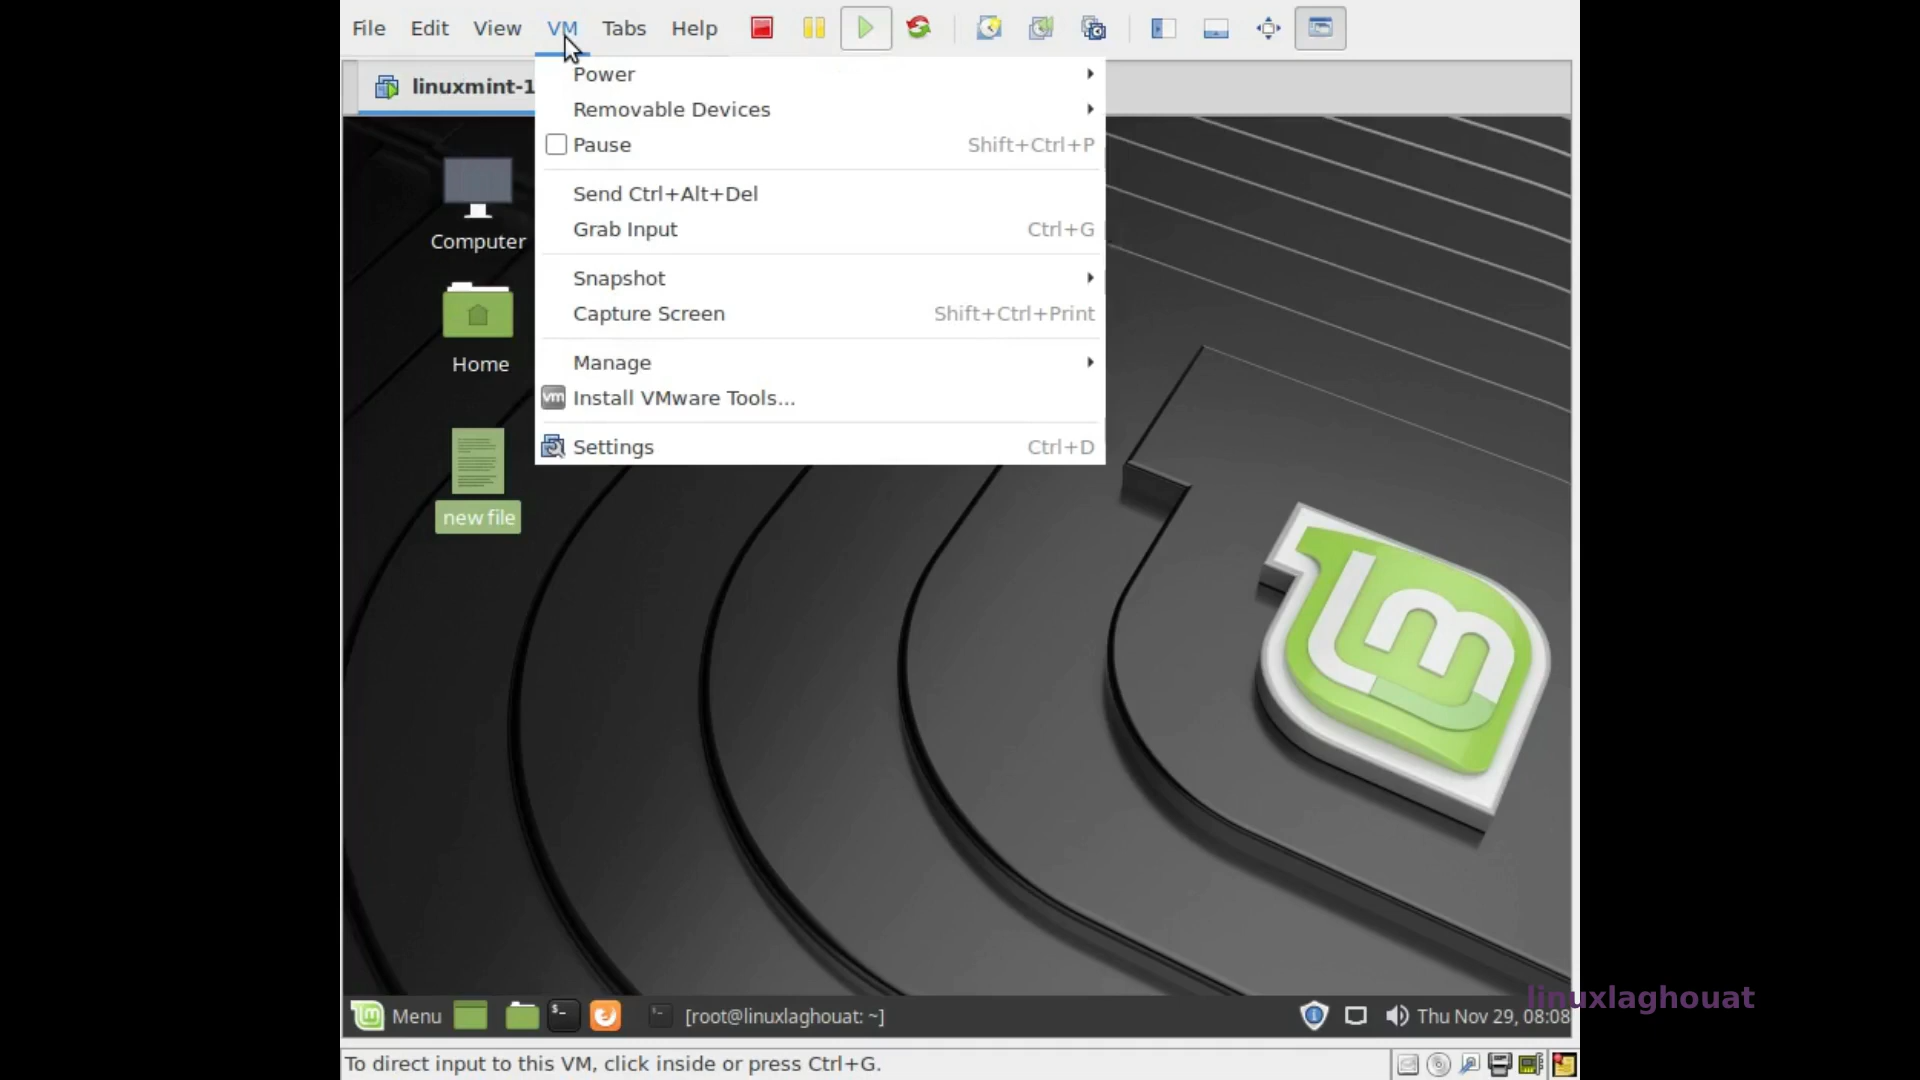 File Edit View VM Tabs Help
linuxmint-1
Power
Removable Devices
Pause Shift+Ctrl+P
Send Ctrl+Alt+Del
Grab Input Ctrl+G
Snapshot
Capture Screen Shift+Ctrl+Print
Manage
vm Install VMware Tools...
Settings Ctrl+D
Computer
Home
new file
lm
Menu $- [root@linuxlaghouat: ~] Thu Nov 29, 08:08
linuxlaghouat
To direct input to this VM, click inside or press Ctrl+G.